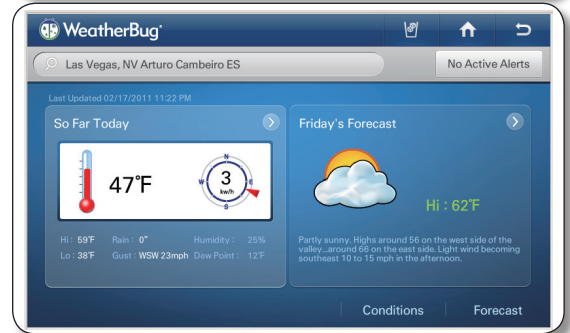 WeatherBug®
Las Vegas, NV Arturo Cambeiro ES
No Active Alerts
Last Updated 02/17/2011 11:22 PM
So Far Today
47°F
N
W
3
kw/h
E
S
Hi : 59°F Rain : 0" Humidity : 25%
Lo : 38°F Gust : WSW 23mph Dew Point : 12°F
Friday's Forecast
Hi : 62°F
Partly sunny. Highs around 56 on the west side of the
valley...around 66 on the east side. Light wind becoming
southeast 10 to 15 mph in the afternoon.
Conditions
Forecast